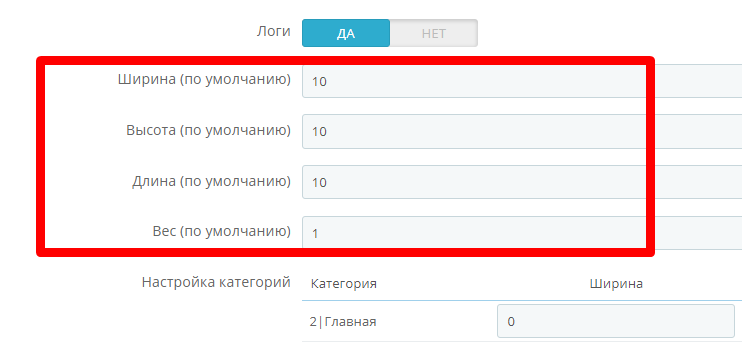 Логи ДА НЕТ
Ширина (по умолчанию) 10
Высота (по умолчанию) 10
Длина (по умолчанию) 10
Вес (по умолчанию) 1
Настройка категорий Категория Ширина
2|Главная 0